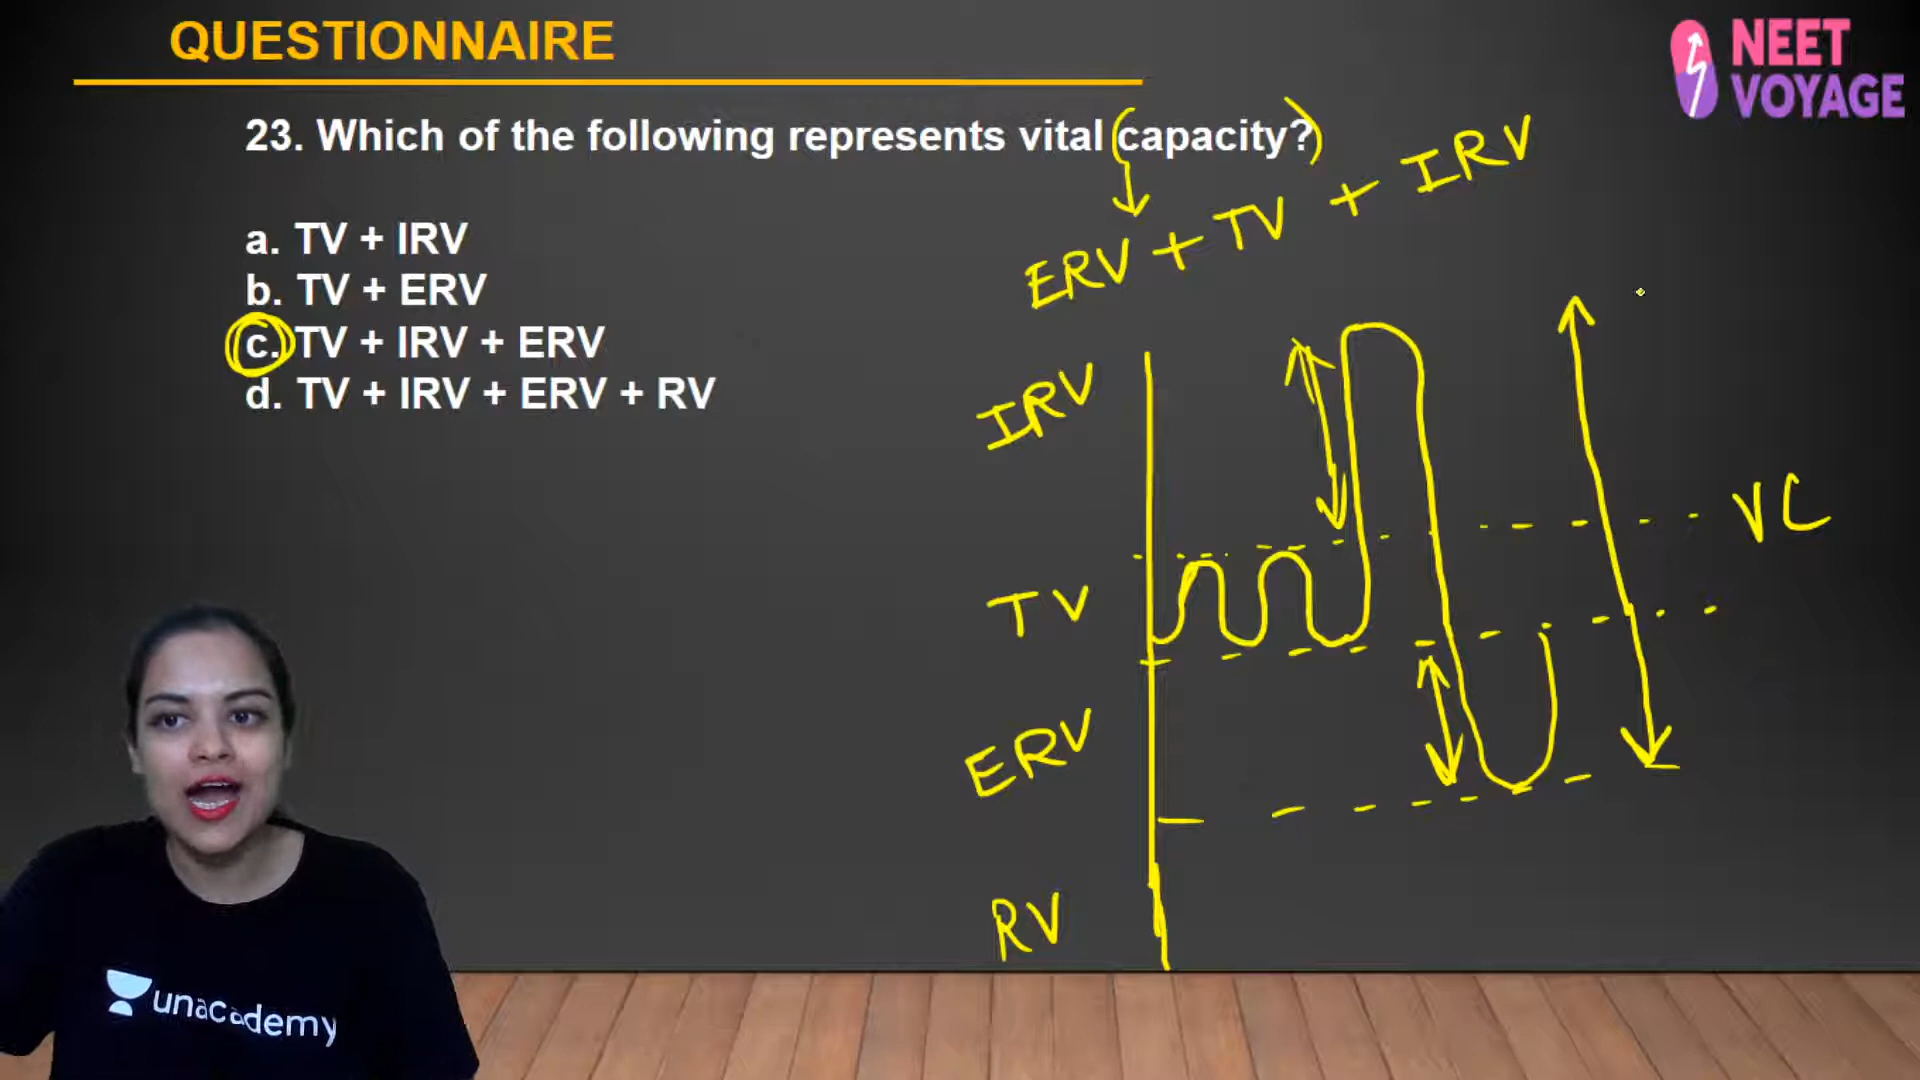 QUESTIONNAIRE
NEET
VOYAGE
23. Which of the following represents vital capacity?
ERV + TV + IRV
a. TV + IRV
b. TV + ERV
c. TV + IRV + ERV
d. TV + IRV + ERV + RV
IRV
VC
TV
ERV
RV
unacademy